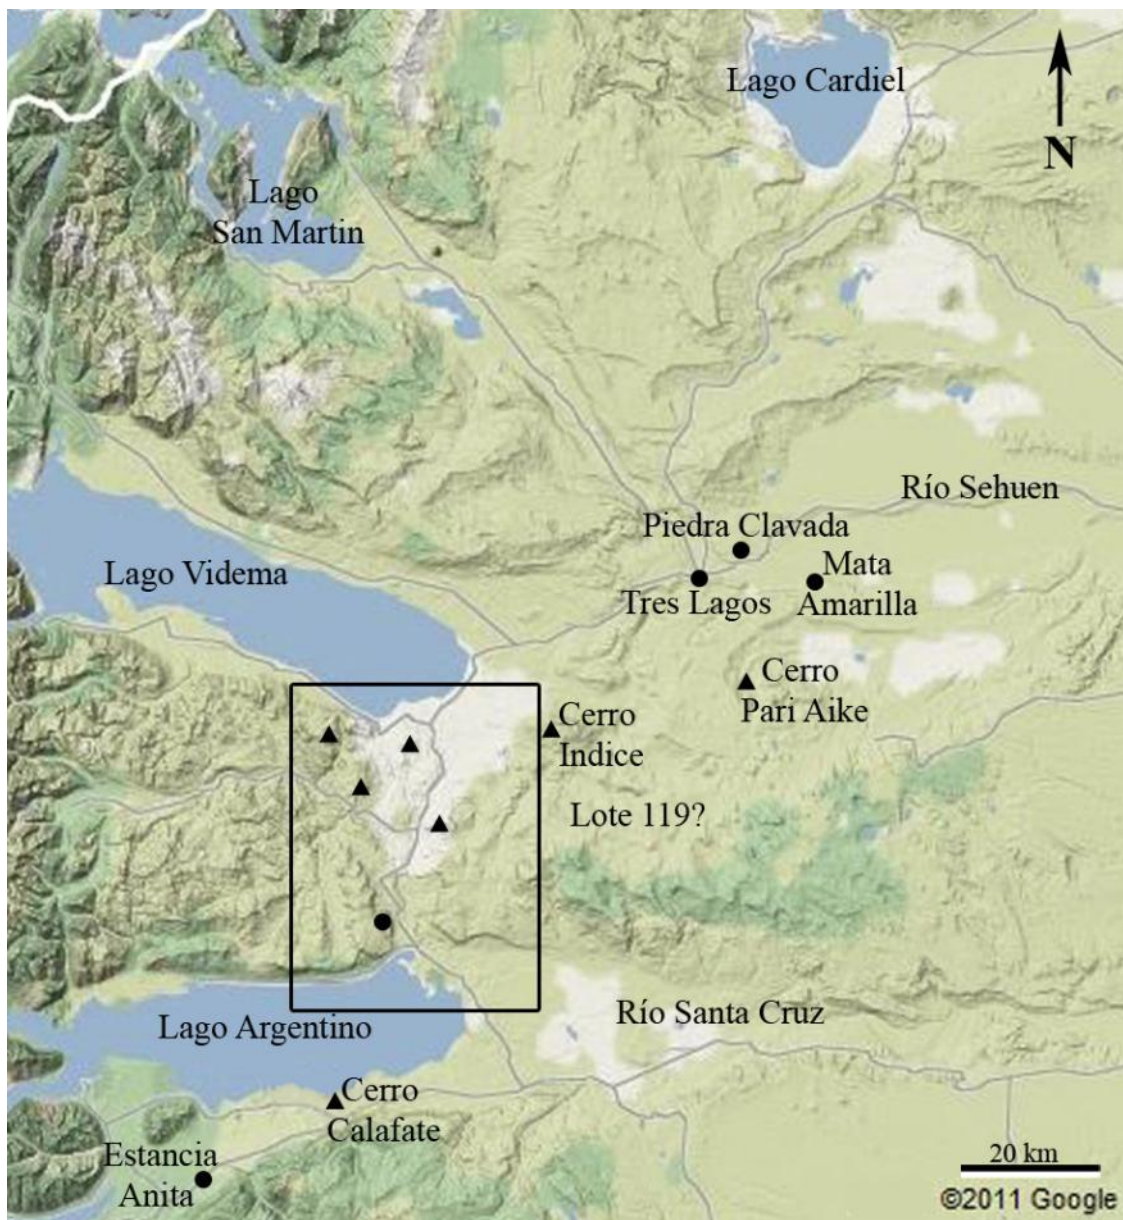 Lago Cardiel
N
Lago
San Martin
Río Sehuen
Piedra Clavada
Lago Videma
Mata
Amarilla
Tres Lagos
Cerro
Pari Aike
Cerro
Indice
Lote 119?
Río Santa Cruz
Lago Argentino
Cerro
Calafate
Estancia
Anita
20 km
©2011 Google